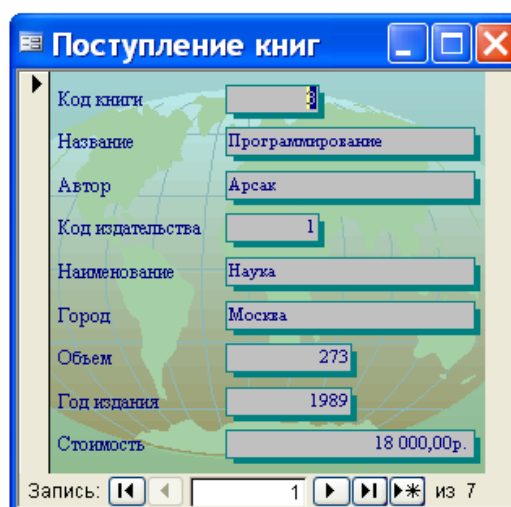 Поступление книг
Код книги 3
Название Программирование
Автор Арсак
Код издательства 1
Наименование Наука
Город Москва
Объем 273
Год издания 1989
Стоимость 18 000,00р.
Запись: 1 из 7